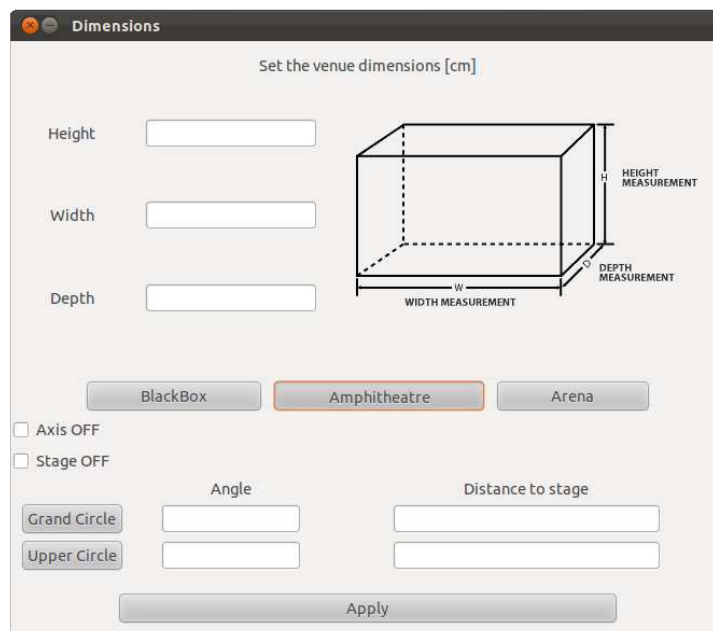 Dimensions
Set the venue dimensions [cm]
Height
Width
Depth
H
HEIGHT
MEASUREMENT
D
DEPTH
MEASUREMENT
W
WIDTH MEASUREMENT
BlackBox Amphitheatre Arena
Axis OFF
Stage OFF
Angle Distance to stage
Grand Circle
Upper Circle
Apply